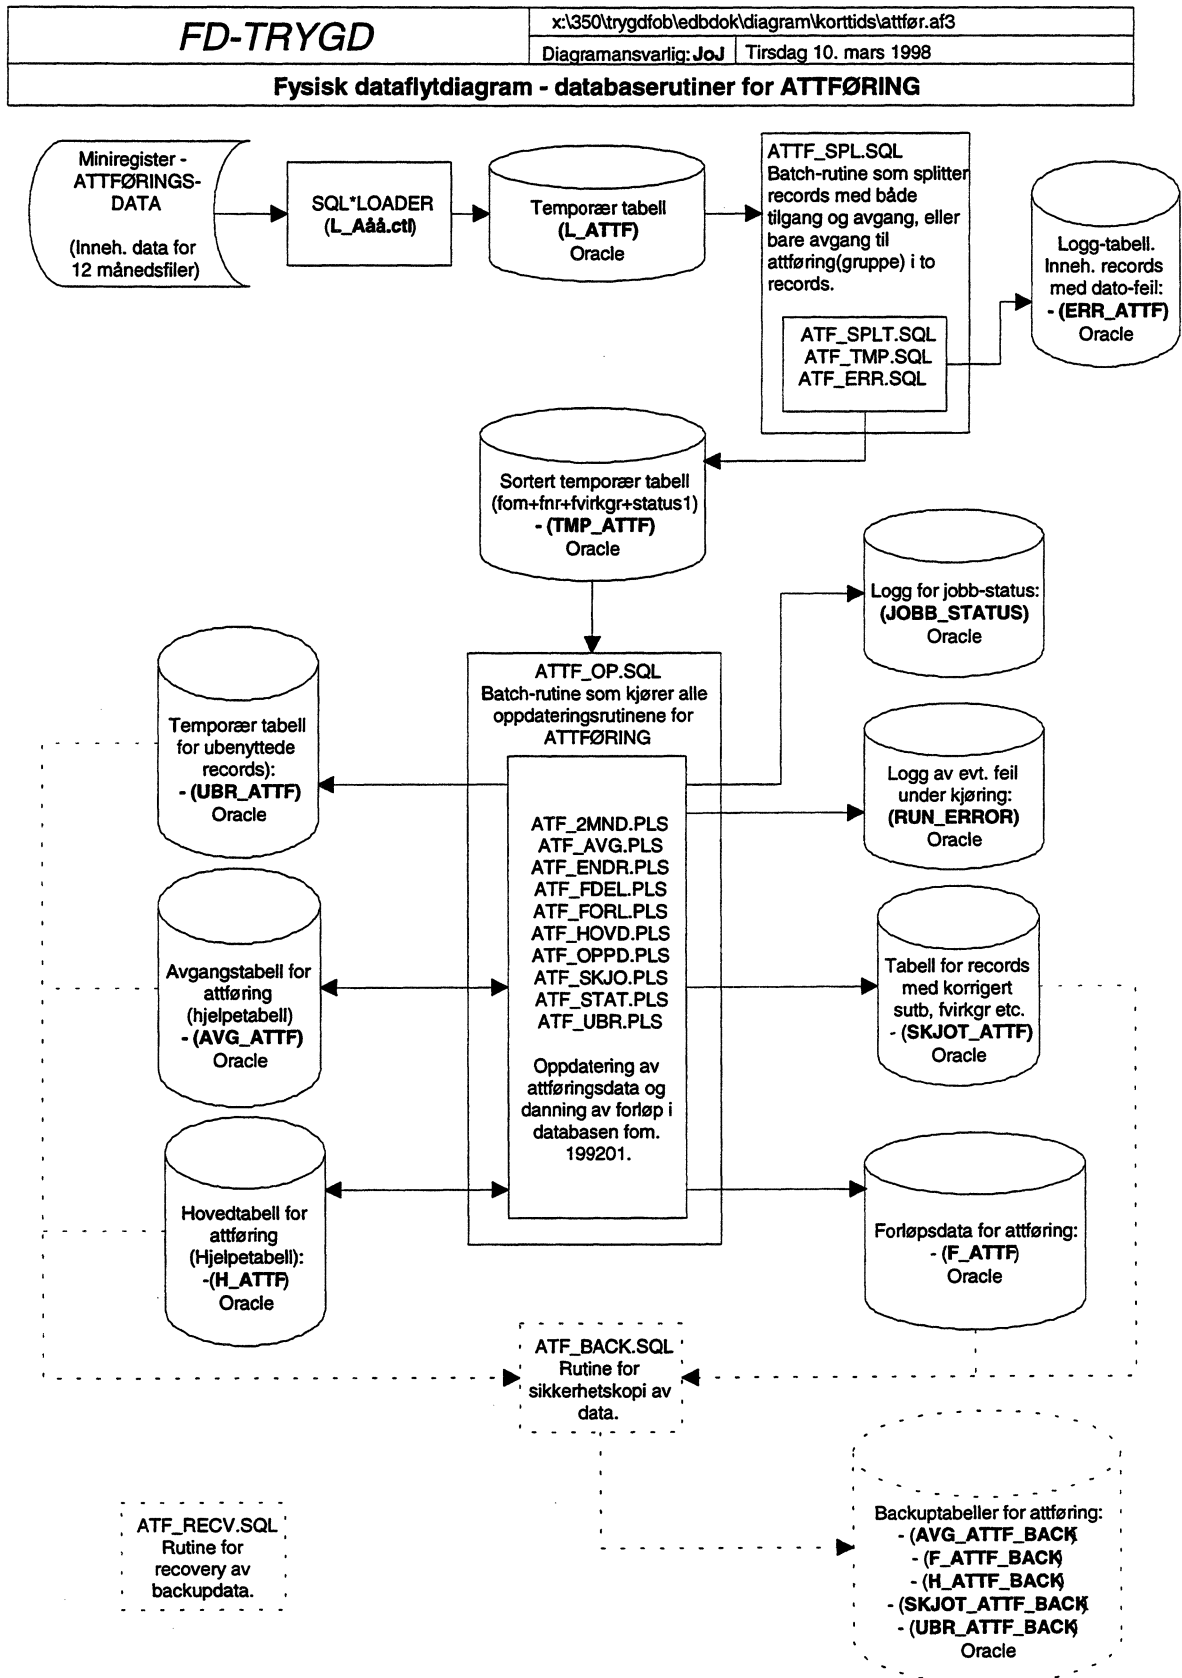 FD-TRYGD
x:\350\trygdfob\edbdok\diagram\korttids\attfør.af3
Diagramansvarlig: JoJ
Tirsdag 10. mars 1998
Fysisk dataflytdiagram - databaserutiner for ATTFØRING
Miniregister -
ATTFØRINGS-
DATA
(Inneh. data for
12 månedsfiler)
SQL*LOADER
(L_Aåå.ctl)
Temporær tabell
(L_ATTF)
Oracle
ATTF_SPL.SQL
Batch-rutine som splitter
records med både
tilgang og avgang, eller
bare avgang til
attføring(gruppe) i to
records.
ATF_SPLT.SQL
ATF_TMP.SQL
ATF_ERR.SQL
Logg-tabell.
Inneh. records
med dato-feil:
- (ERR_ATTF)
Oracle
Sortert temporær tabell
(fom+fnr+fvirkgr+status1)
- (TMP_ATTF)
Oracle
Logg for jobb-status:
(JOBB_STATUS)
Oracle
ATTF_OP.SQL
Batch-rutine som kjører alle
oppdateringsrutinene for
ATTFØRING
Temporær tabell
for ubenyttede
records):
- (UBR_ATTF)
Oracle
Logg av evt. feil
under kjøring:
(RUN_ERROR)
Oracle
ATF_2MND.PLS
ATF_AVG.PLS
ATF_ENDR.PLS
ATF_FDEL.PLS
ATF_FORL.PLS
ATF_HOVD.PLS
ATF_OPPD.PLS
ATF_SKJO.PLS
ATF_STAT.PLS
ATF_UBR.PLS
Oppdatering av
attføringsdata og
danning av forløp i
databasen fom.
199201.
Avgangstabell for
attføring
(hjelpetabell)
- (AVG_ATTF)
Oracle
Tabell for records
med korrigert
sutb, fvirkgr etc.
- (SKJOT_ATTF)
Oracle
Hovedtabell for
attføring
(Hjelpetabell):
-(H_ATTF)
Oracle
Forløpsdata for attføring:
- (F_ATTF)
Oracle
ATF_BACK.SQL
Rutine for
sikkerhetskopi av
data.
ATF_RECV.SQL
Rutine for
recovery av
backupdata.
Backuptabeller for attføring:
- (AVG_ATTF_BACK)
- (F_ATTF_BACK)
- (H_ATTF_BACK)
- (SKJOT_ATTF_BACK)
- (UBR_ATTF_BACK)
Oracle